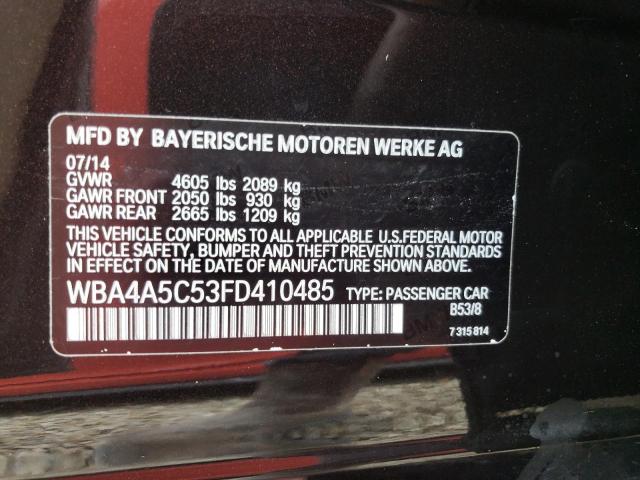 MFD BY BAYERISCHE MOTOREN WERKE AG
07/14
GVWR 4605 lbs 2089 kg
GAWR FRONT 2050 lbs 930 kg
GAWR REAR 2665 lbs 1209 kg
THIS VEHICLE CONFORMS TO ALL APPLICABLE U.S.FEDERAL MOTOR
VEHICLE SAFETY, BUMPER AND THEFT PREVENTION STANDARDS
IN EFFECT ON THE DATE OF MANUFACTURE SHOWN ABOVE.
WBA4A5C53FD410485 TYPE: PASSENGER CAR
B53/8
7 315 814